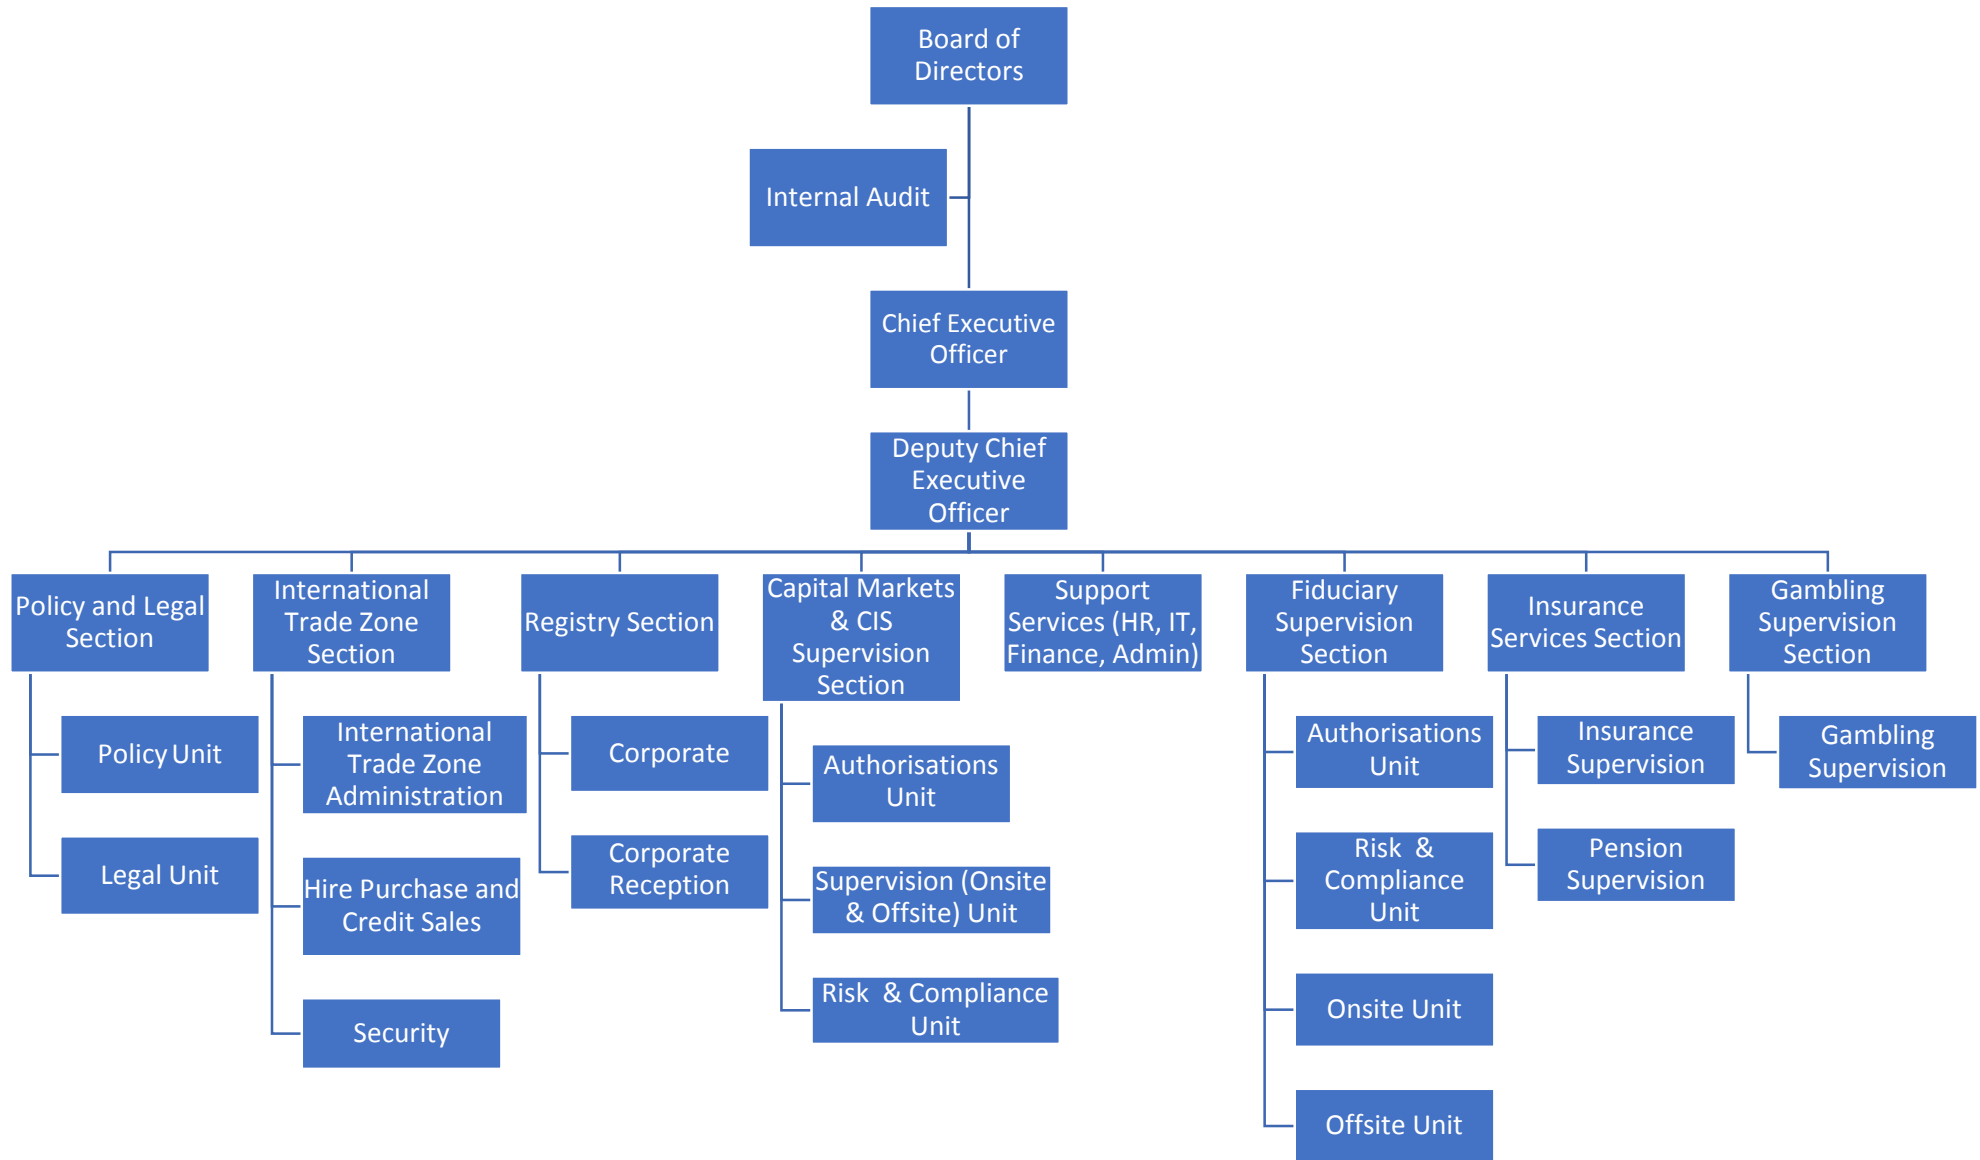 Board of
Directors
Internal Audit
Chief Executive
Officer
Deputy Chief
Executive
Officer
Policy and Legal
Section
International
Trade Zone
Section
Registry Section
Capital Markets
& CIS
Supervision
Section
Support
Services (HR, IT,
Finance, Admin)
Fiduciary
Supervision
Section
Insurance
Services Section
Gambling
Supervision
Section
Policy Unit
Legal Unit
International
Trade Zone
Administration
Hire Purchase and
Credit Sales
Security
Corporate
Corporate
Reception
Authorisations
Unit
Supervision (Onsite
& Offsite) Unit
Risk & Compliance
Unit
Authorisations
Unit
Risk &
Compliance
Unit
Onsite Unit
Offsite Unit
Insurance
Supervision
Pension
Supervision
Gambling
Supervision